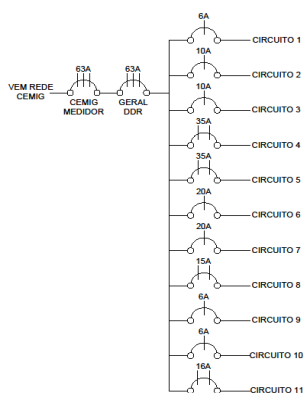 6A
CIRCUITO 1
10A
CIRCUITO 2
63A
63A
VEM REDE
CEMIG
CEMIG
MEDIDOR
GERAL
DDR
10A
CIRCUITO 3
35A
CIRCUITO 4
35A
CIRCUITO 5
20A
CIRCUITO 6
20A
CIRCUITO 7
15A
CIRCUITO 8
6A
CIRCUITO 9
6A
CIRCUITO 10
16A
CIRCUITO 11